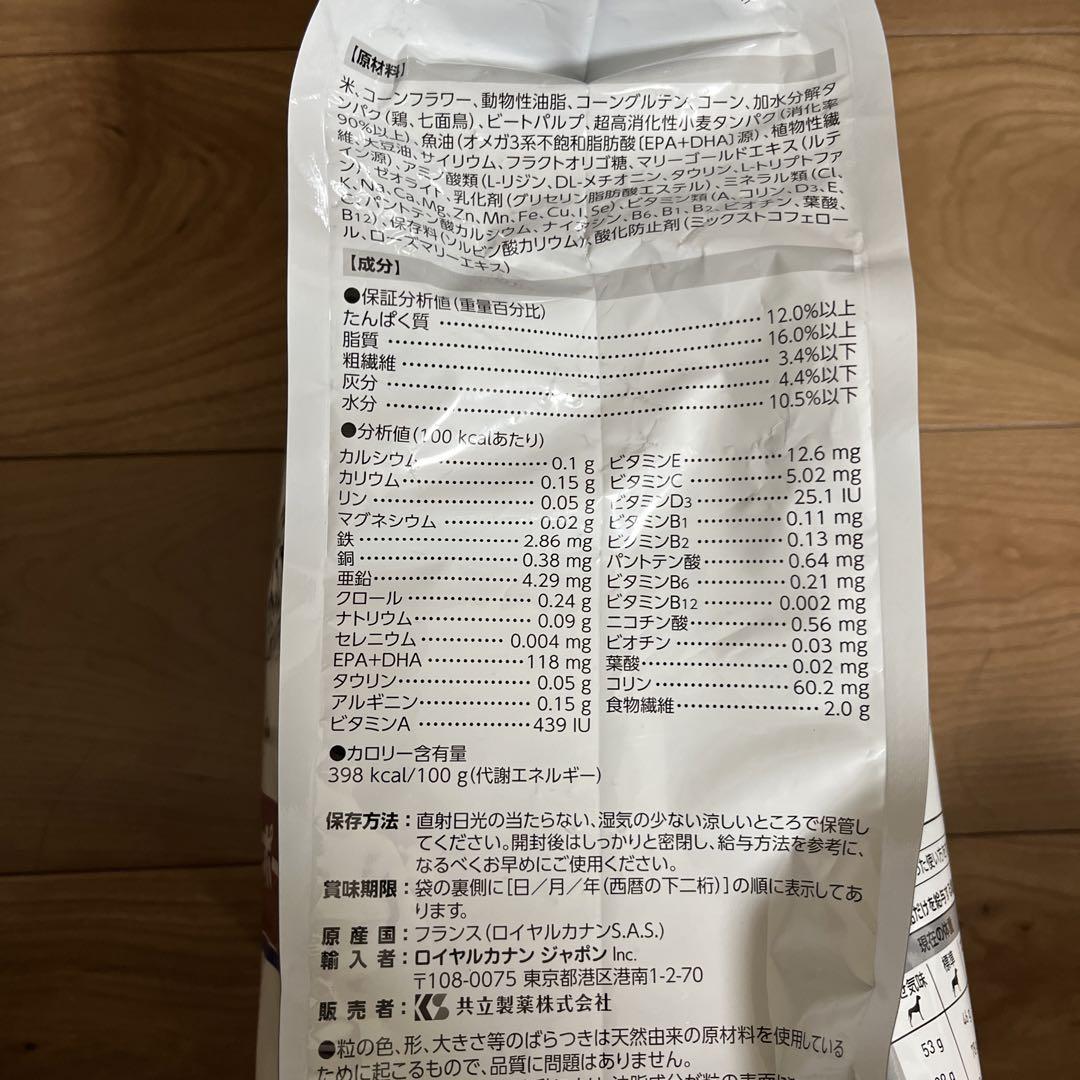 【原材料】
米、コーンフラワー、動物性油脂、コーングルテン、コーン、加水分解タ
ンパク(鶏、七面鳥)、ビートパルプ、超高消化性小麦タンパク(消化率
90%以上)、魚油(オメガ3系不飽和脂肪酸〔EPA+DHA〕源)、植物性繊
維、大豆油、サイリウム、フラクトオリゴ糖、マリーゴールドエキス(ルテ
イン源)、アミノ酸類(L-リジン、DL-メチオニン、タウリン、L-トリプトファ
ン)、ゼオライト、乳化剤(グリセリン脂肪酸エステル)、ミネラル類(Cl、
K、Na、Ca、Mg、Zn、Mn、Fe、Cu、I、Se)、ビタミン類(A、コリン、D3、E、
C、パントテン酸カルシウム、ナイアシン、B6、B1、B2、ビオチン、葉酸、
B12)、保存料(ソルビン酸カリウム)、酸化防止剤(ミックストコフェロー
ル、ローズマリーエキス)
【成分】
●保証分析値(重量百分比)
たんぱく質 12.0%以上
脂質 16.0%以上
粗繊維 3.4%以下
灰分 4.4%以下
水分 10.5%以下
●分析値(100 kcalあたり)
カルシウム 0.1 g
カリウム 0.15 g
リン 0.05 g
マグネシウム 0.02 g
鉄 2.86 mg
銅 0.38 mg
亜鉛 4.29 mg
クロール 0.24 g
ナトリウム 0.09 g
セレニウム 0.004 mg
EPA+DHA 118 mg
タウリン 0.05 g
アルギニン 0.15 g
ビタミンA 439 IU
ビタミンE 12.6 mg
ビタミンC 5.02 mg
ビタミンD3 25.1 IU
ビタミンB1 0.11 mg
ビタミンB2 0.13 mg
パントテン酸 0.64 mg
ビタミンB6 0.21 mg
ビタミンB12 0.002 mg
ニコチン酸 0.56 mg
ビオチン 0.03 mg
葉酸 0.02 mg
コリン 60.2 mg
食物繊維 2.0 g
●カロリー含有量
398 kcal/100 g(代謝エネルギー)
保存方法:直射日光の当たらない、湿気の少ない涼しいところで保管し
てください。開封後はしっかりと密閉し、給与方法を参考に、
なるべくお早めにご使用ください。
賞味期限:袋の裏側に[日/月/年(西暦の下二桁)]の順に表示してあ
ります。
原産国:フランス(ロイヤルカナンS.A.S.)
輸入者:ロイヤルカナン ジャポン Inc.
〒108-0075 東京都港区港南1-2-70
販売者:KS 共立製薬株式会社
●粒の色、形、大きさ等のばらつきは天然由来の原材料を使用している
ために起こるもので、品質に問題はありません。
現在の体
気味
標準
53 g